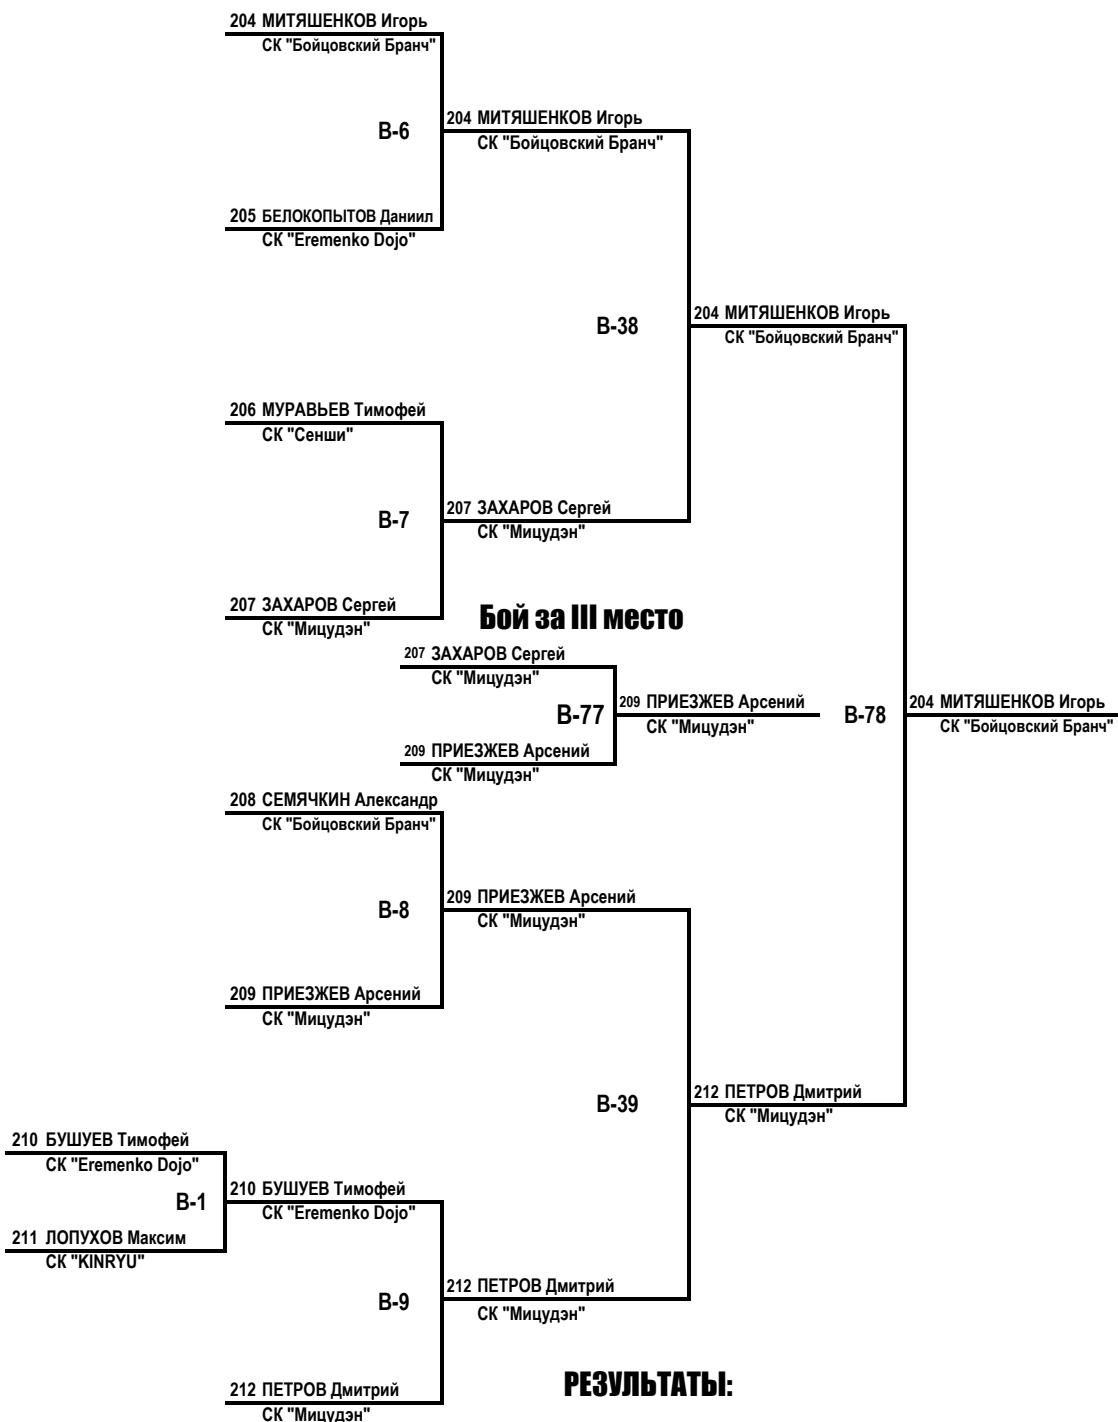 204 МИТЯШЕНКОВ Игорь
СК "Бойцовский Бранч"
B-6
204 МИТЯШЕНКОВ Игорь
СК "Бойцовский Бранч"
205 БЕЛОКОПЫТОВ Даниил
СК "Eremenko Dojo"
B-38
204 МИТЯШЕНКОВ Игорь
СК "Бойцовский Бранч"
206 МУРАВЬЕВ Тимофей
СК "Сенши"
B-7
207 ЗАХАРОВ Сергей
СК "Мицудэн"
207 ЗАХАРОВ Сергей
СК "Мицудэн"
Бой за III место
207 ЗАХАРОВ Сергей
СК "Мицудэн"
B-77
209 ПРИЕЗЖЕВ Арсений
СК "Мицудэн"
B-78
204 МИТЯШЕНКОВ Игорь
СК "Бойцовский Бранч"
209 ПРИЕЗЖЕВ Арсений
СК "Мицудэн"
208 СЕМЯЧКИН Александр
СК "Бойцовский Бранч"
B-8
209 ПРИЕЗЖЕВ Арсений
СК "Мицудэн"
209 ПРИЕЗЖЕВ Арсений
СК "Мицудэн"
B-39
212 ПЕТРОВ Дмитрий
СК "Мицудэн"
210 БУШУЕВ Тимофей
СК "Eremenko Dojo"
B-1
210 БУШУЕВ Тимофей
СК "Eremenko Dojo"
211 ЛОПУХОВ Максим
СК "KINRYU"
B-9
212 ПЕТРОВ Дмитрий
СК "Мицудэн"
212 ПЕТРОВ Дмитрий
СК "Мицудэн"
РЕЗУЛЬТАТЫ: